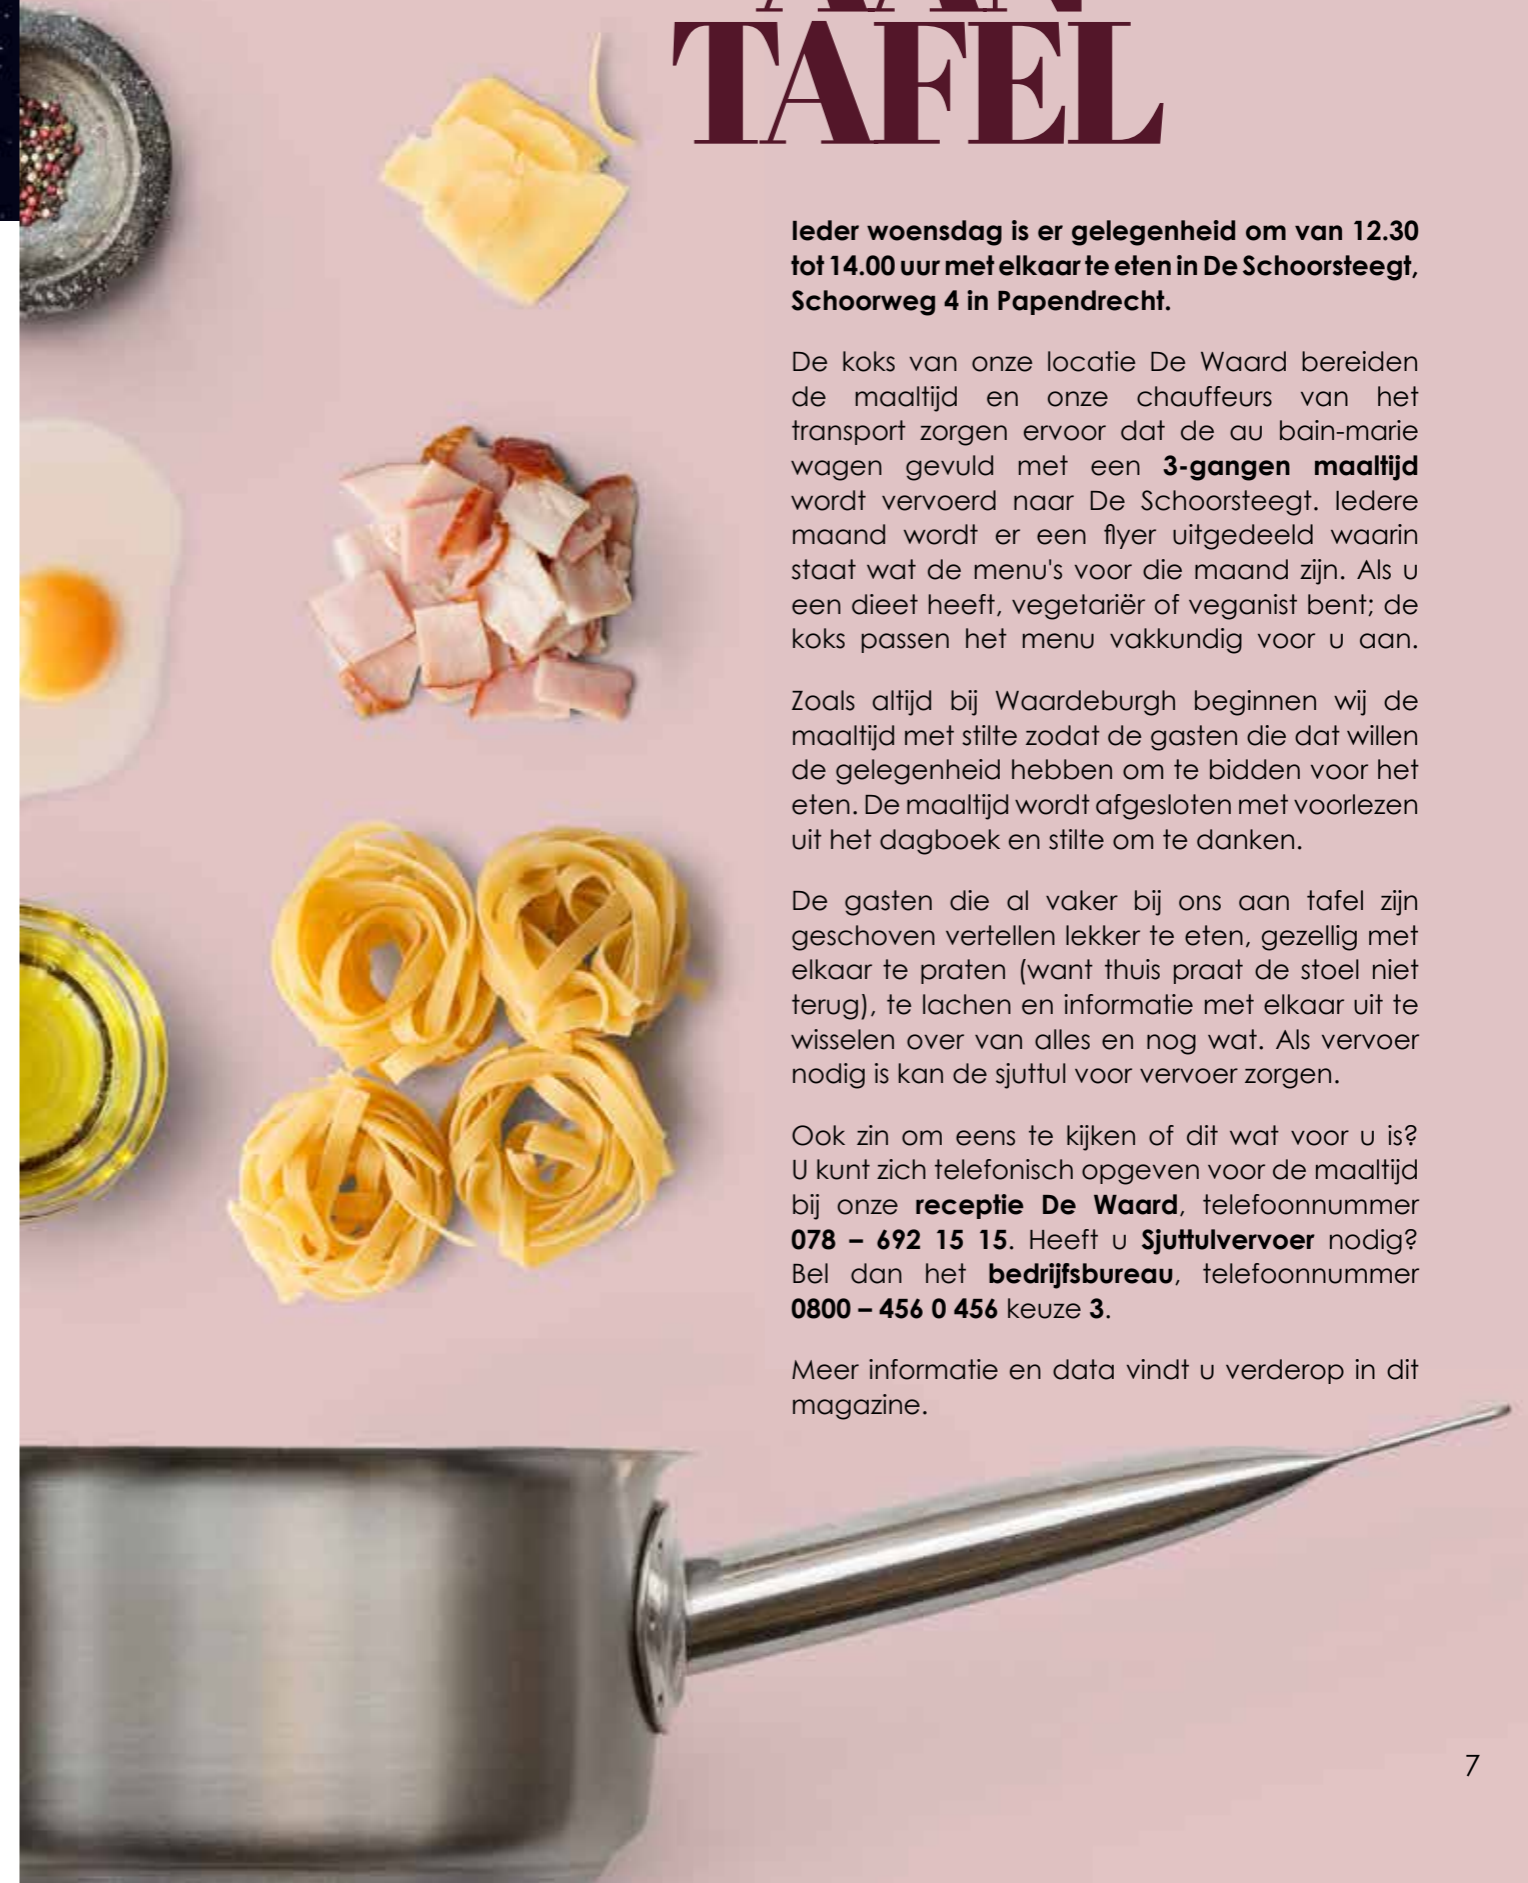 TAFEL
Ieder woensdag is er gelegenheid om van 12.30
tot 14.00 uur met elkaar te eten in De Schoorsteegt,
Schoorweg 4 in Papendrecht.
De koks van onze locatie De Waard bereiden
de maaltijd en onze chauffeurs van het
transport zorgen ervoor dat de au bain-marie
wagen gevuld met een 3-gangen maaltijd
wordt vervoerd naar De Schoorsteegt. Iedere
maand wordt er een flyer uitgedeeld waarin
staat wat de menu's voor die maand zijn. Als u
een dieet heeft, vegetariër of veganist bent; de
koks passen het menu vakkundig voor u aan.
Zoals altijd bij Waardeburgh beginnen wij de
maaltijd met stilte zodat de gasten die dat willen
de gelegenheid hebben om te bidden voor het
eten. De maaltijd wordt afgesloten met voorlezen
uit het dagboek en stilte om te danken.
De gasten die al vaker bij ons aan tafel zijn
geschoven vertellen lekker te eten, gezellig met
elkaar te praten (want thuis praat de stoel niet
terug), te lachen en informatie met elkaar uit te
wisselen over van alles en nog wat. Als vervoer
nodig is kan de sjuttul voor vervoer zorgen.
Ook zin om eens te kijken of dit wat voor u is?
U kunt zich telefonisch opgeven voor de maaltijd
bij onze receptie De Waard, telefoonnummer
078 – 692 15 15. Heeft u Sjuttulvervoer nodig?
Bel dan het bedrijfsbureau, telefoonnummer
0800 – 456 0 456 keuze 3.
Meer informatie en data vindt u verderop in dit
magazine.
7